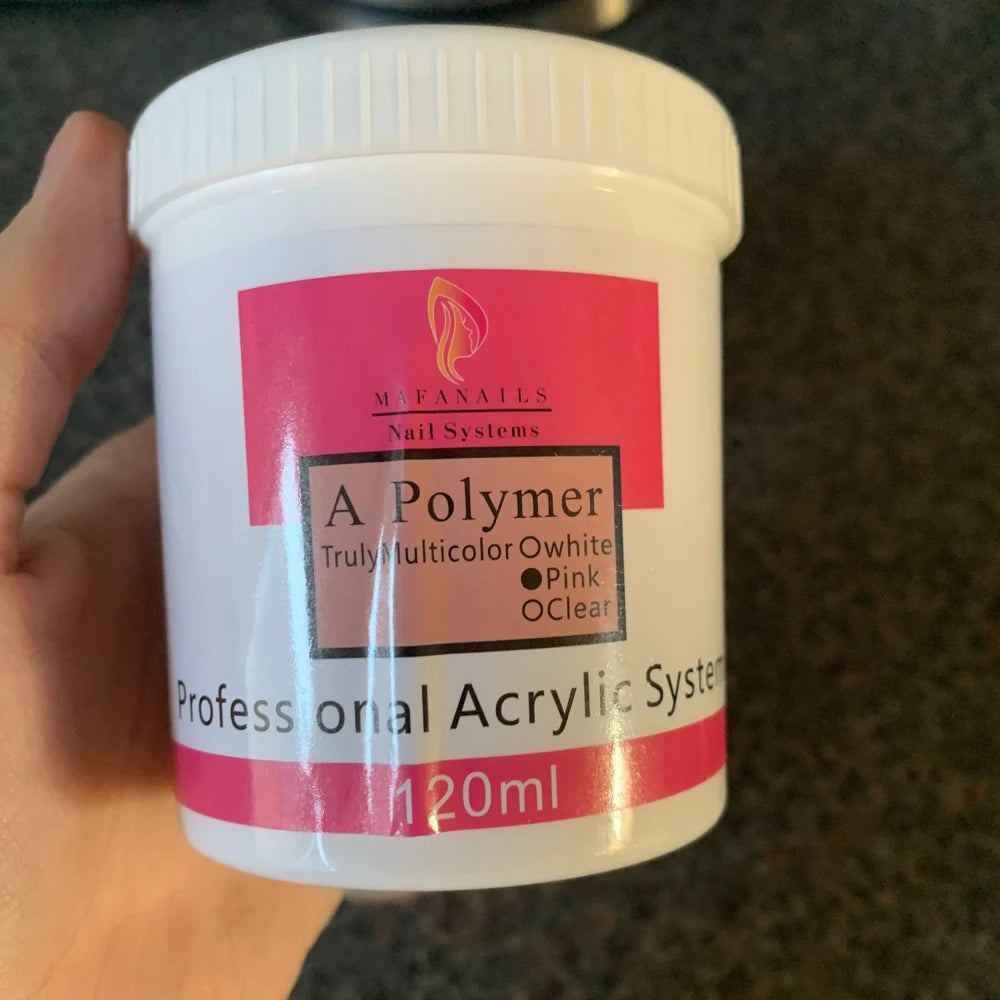 MAFANAILS
Nail Systems
A Polymer
TrulyMulticolor Owhite
●Pink
OClear
Professional Acrylic System
120ml